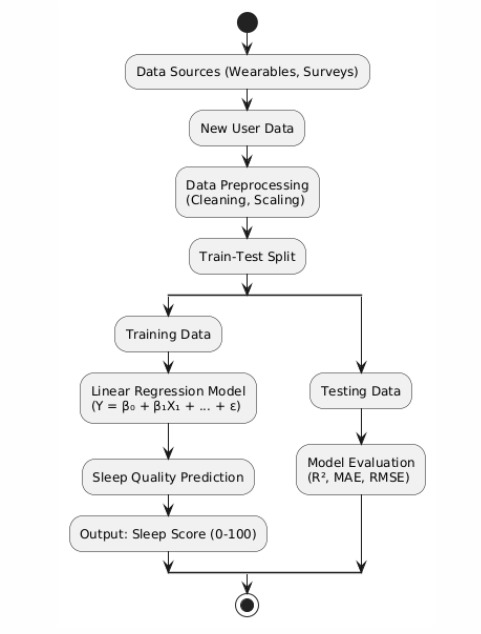 Data Sources (Wearables, Surveys)
New User Data
Data Preprocessing
(Cleaning, Scaling)
Train-Test Split
Training Data
Linear Regression Model
(Y = β₀ + β₁X₁ + ... + ε)
Sleep Quality Prediction
Output: Sleep Score (0-100)
Testing Data
Model Evaluation
(R², MAE, RMSE)